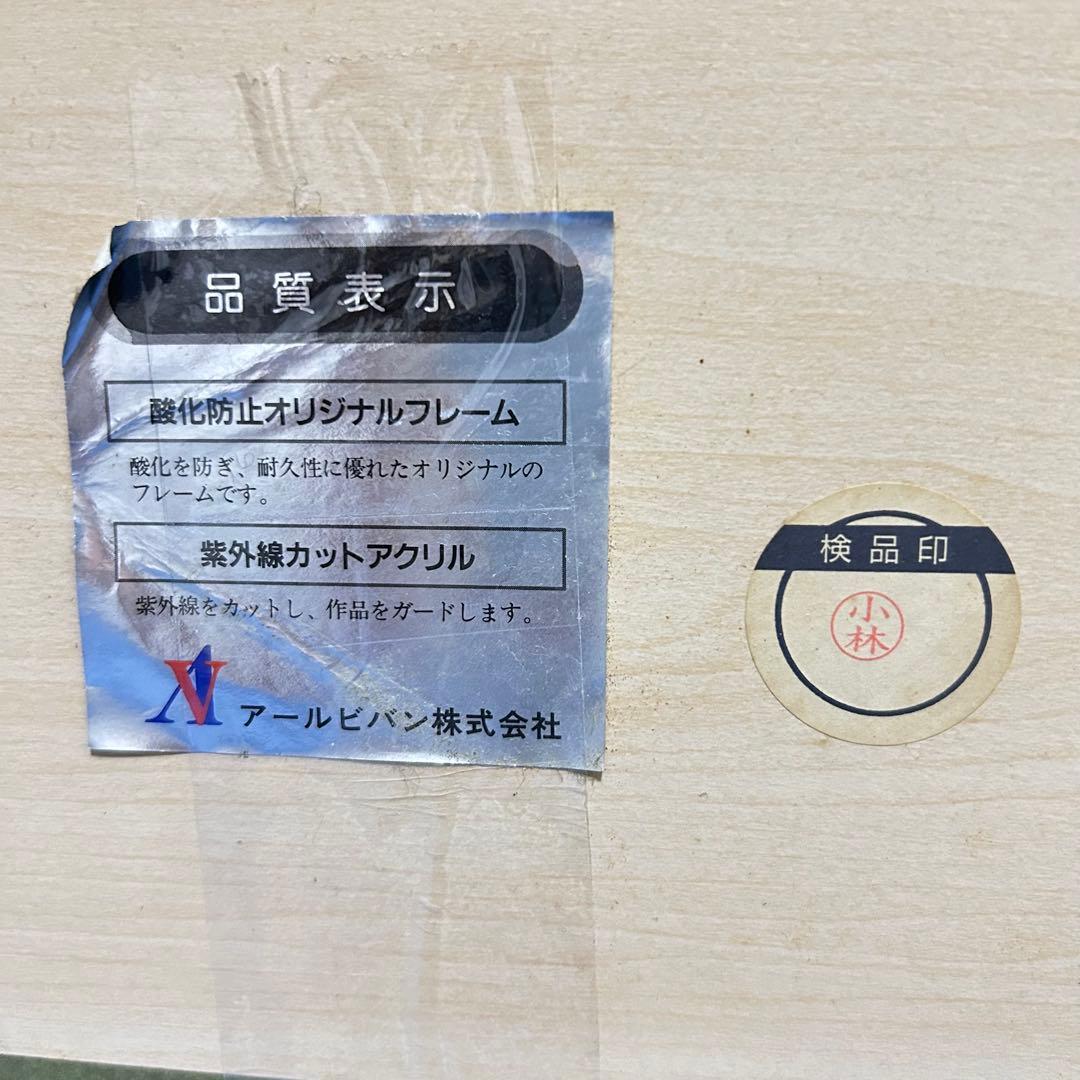 品質表示
酸化防止オリジナルフレーム
酸化を防ぎ、耐久性に優れたオリジナルの
フレームです。
紫外線カットアクリル
紫外線をカットし、作品をガードします。
AV アールビバン株式会社
検品印
小林